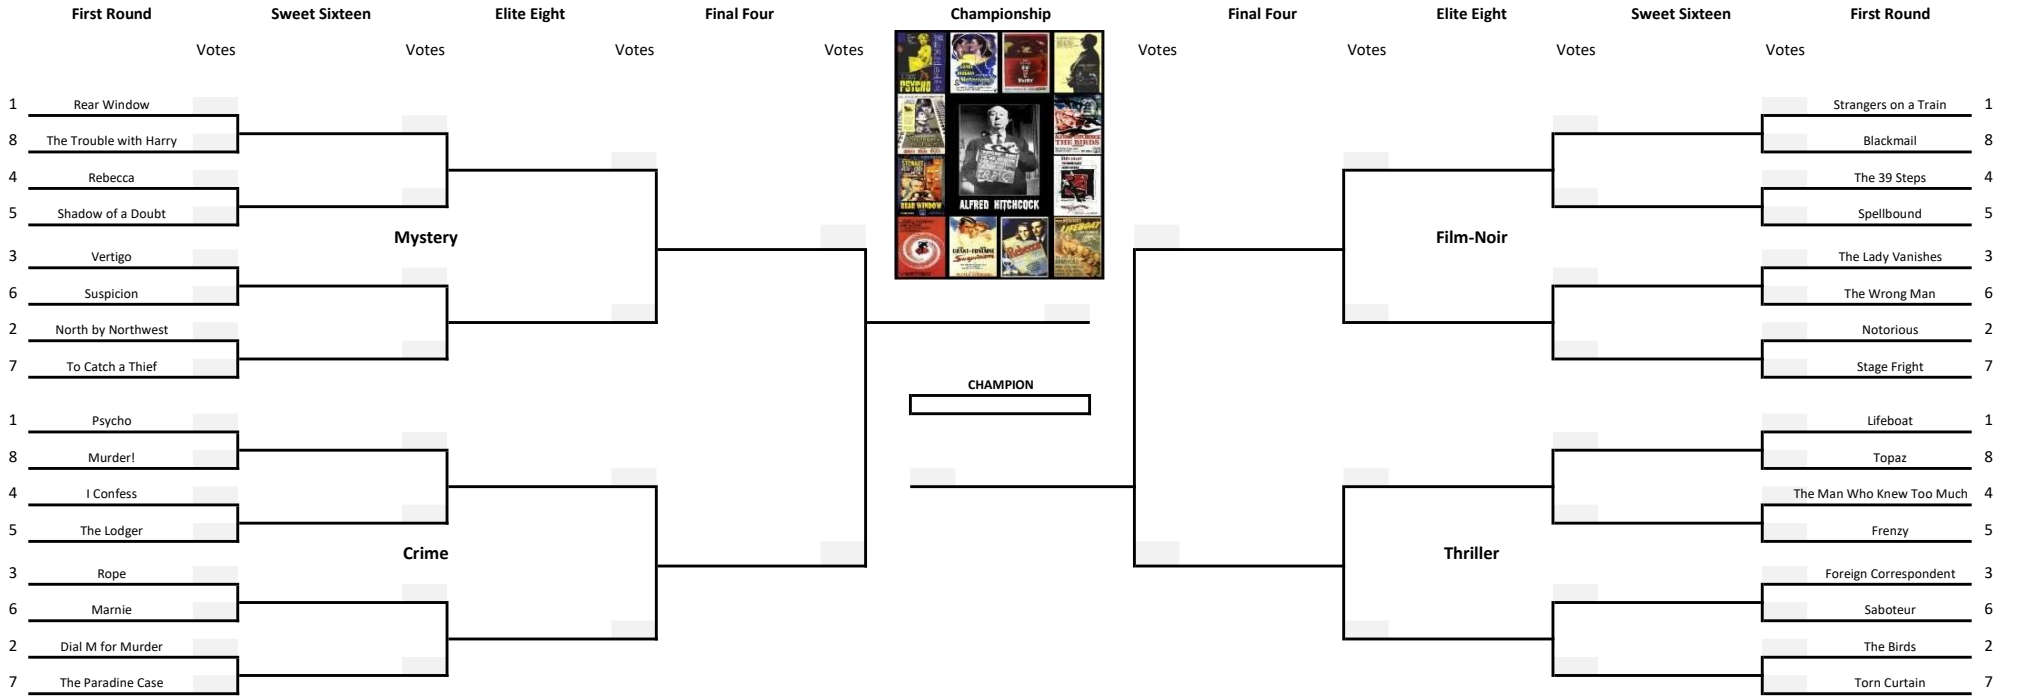 First Round Sweet Sixteen Elite Eight Final Four Championship Final Four Elite Eight Sweet Sixteen First Round
Votes Votes Votes Votes Votes Votes Votes Votes
1 Rear Window
8 The Trouble with Harry
4 Rebecca
5 Shadow of a Doubt
Mystery
3 Vertigo
6 Suspicion
2 North by Northwest
7 To Catch a Thief
1 Psycho
8 Murder!
4 I Confess
5 The Lodger
Crime
3 Rope
6 Marnie
2 Dial M for Murder
7 The Paradine Case
PSYCHO
THE BIRDS
REAR WINDOW
ALFRED HITCHCOCK
Suspicion
Rebecca
LIFEBOAT
CHAMPION
Strangers on a Train 1
Blackmail 8
The 39 Steps 4
Spellbound 5
Film-Noir
The Lady Vanishes 3
The Wrong Man 6
Notorious 2
Stage Fright 7
Lifeboat 1
Topaz 8
The Man Who Knew Too Much 4
Frenzy 5
Thriller
Foreign Correspondent 3
Saboteur 6
The Birds 2
Torn Curtain 7